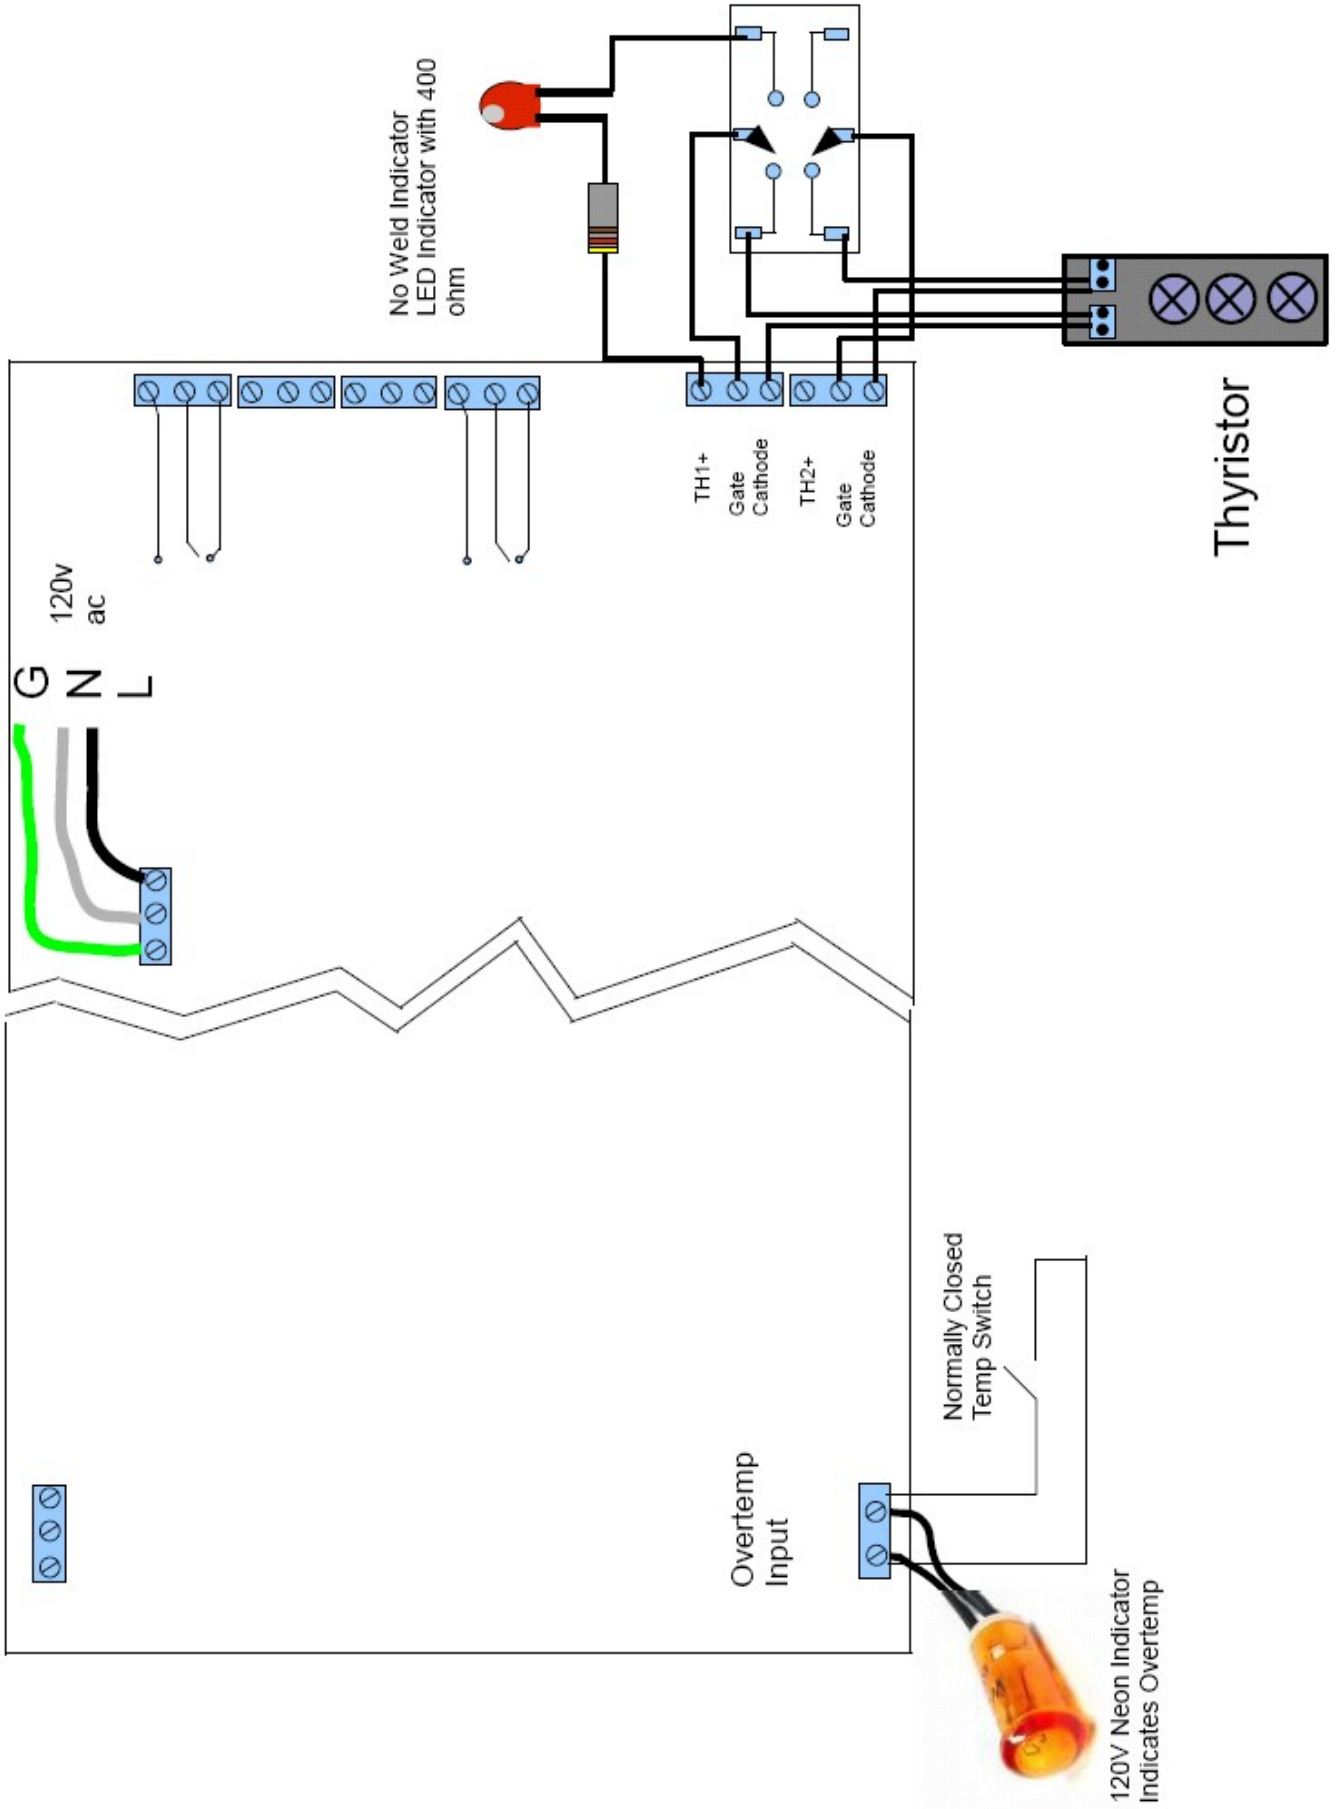 No Weld Indicator
LED Indicator with 400
ohm
120v
ac
G
N
L
TH1+
Gate
Cathode
TH2+
Gate
Cathode
Thyristor
Normally Closed
Temp Switch
Overtemp
Input
120V Neon Indicator
Indicates Overtemp